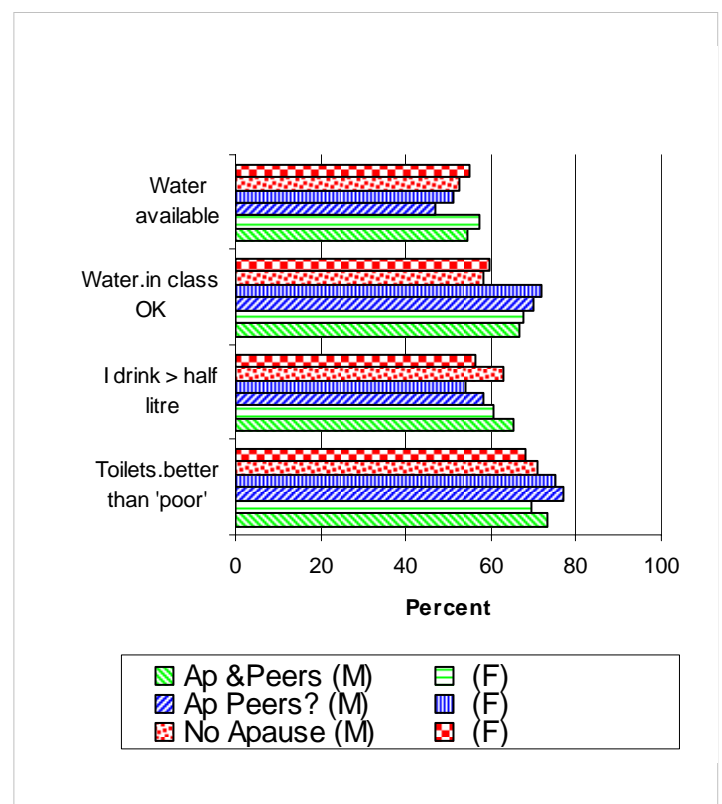 Water
available
Water.in class
OK
I drink > half
litre
Toilets.better
than 'poor'
0 20 40 60 80 100
Percent
Ap &Peers (M) (F)
Ap Peers? (M) (F)
No Apause (M) (F)